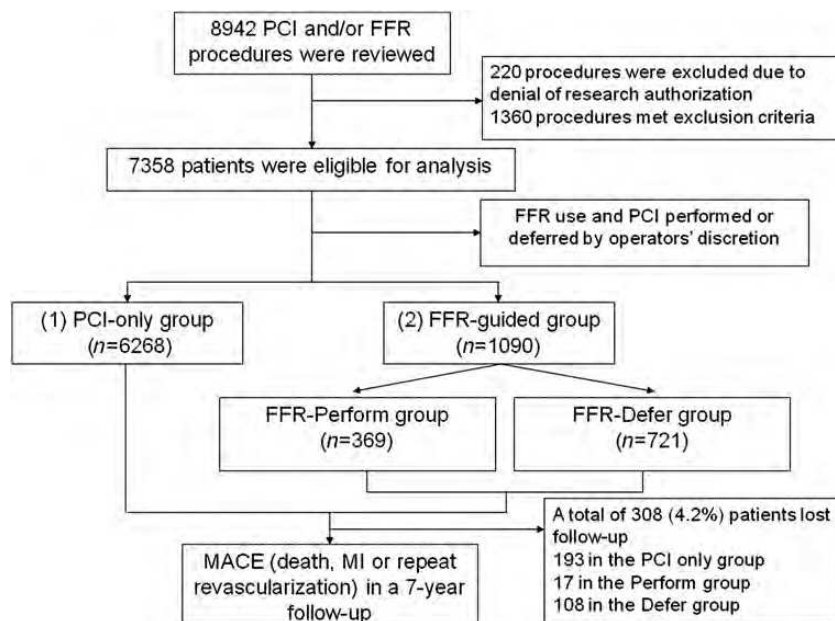 8942 PCI and/or FFR
procedures were reviewed
220 procedures were excluded due to
denial of research authorization
1360 procedures met exclusion criteria
7358 patients were eligible for analysis
FFR use and PCI performed or
deferred by operators' discretion
(1) PCI-only group
(n=6268)
(2) FFR-guided group
(n=1090)
FFR-Perform group
(n=369)
FFR-Defer group
(n=721)
A total of 308 (4.2%) patients lost
follow-up
193 in the PCI only group
17 in the Perform group
108 in the Defer group
MACE (death, MI or repeat
revascularization) in a 7-year
follow-up